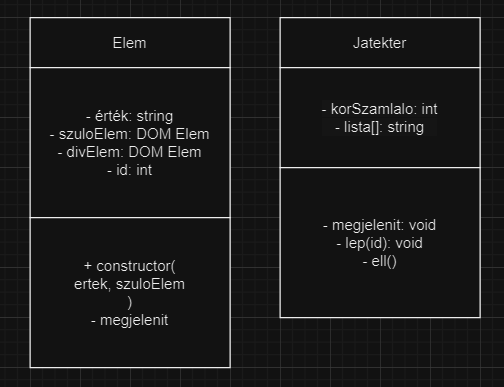 Elem
- érték: string
- szuloElem: DOM Elem
- divElem: DOM Elem
- id: int
+ constructor(
ertek, szuloElem
)
- megjelenit
Jatekter
- korSzamlalo: int
- lista[]: string
- megjelenit: void
- lep(id): void
- ell()